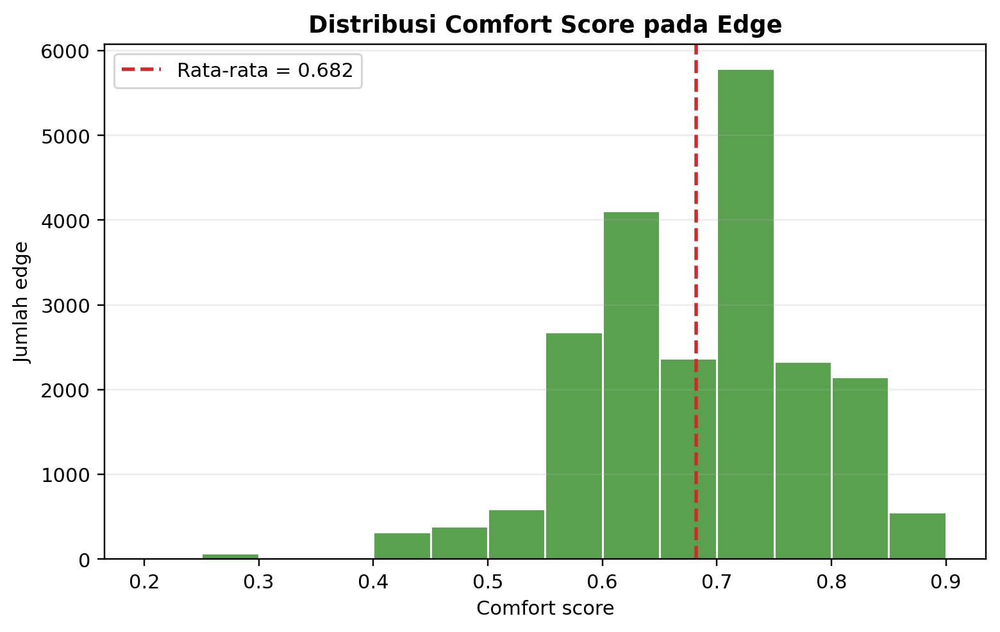 Distribusi Comfort Score pada Edge
Rata-rata = 0.682
6000
5000
4000
3000
2000
1000
0
Jumlah edge
0.2 0.3 0.4 0.5 0.6 0.7 0.8 0.9
Comfort score